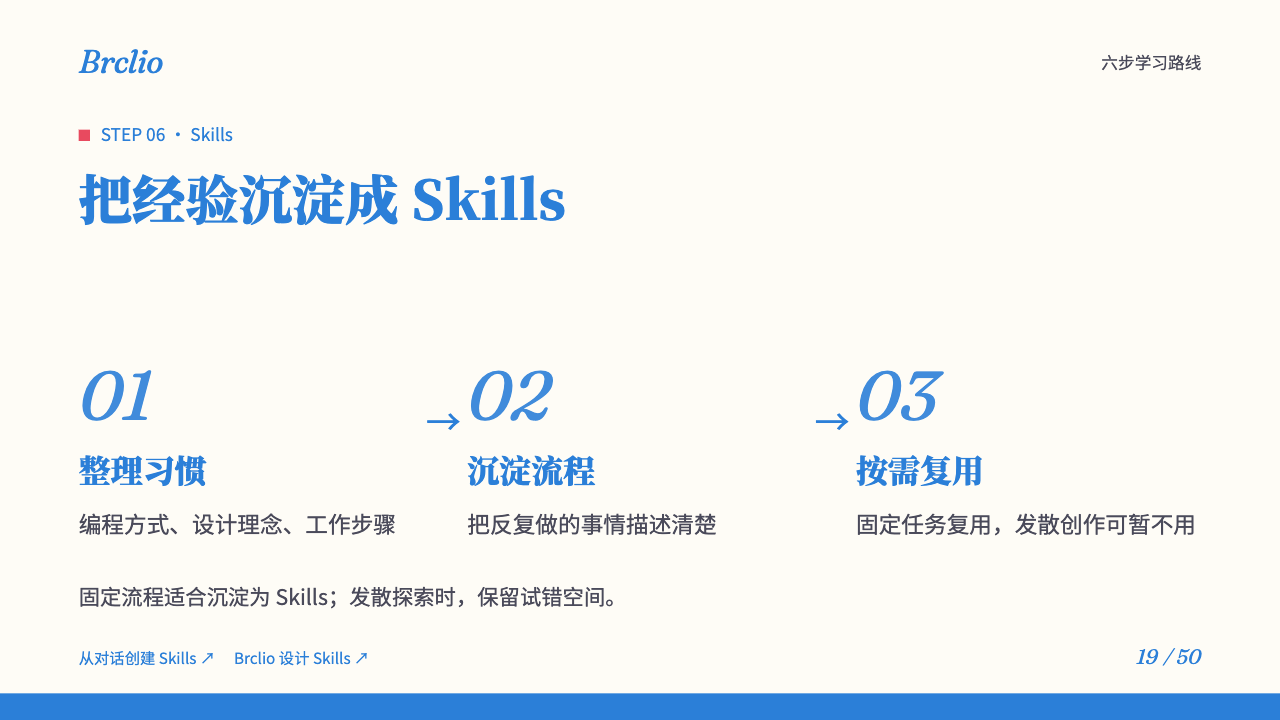 Brclio
六步学习路线
STEP 06 · Skills
把经验沉淀成 Skills
01
→
02
→
03
整理习惯
沉淀流程
按需复用
编程方式、设计理念、工作步骤
把反复做的事情描述清楚
固定任务复用，发散创作可暂不用
固定流程适合沉淀为 Skills；发散探索时，保留试错空间。
从对话创建 Skills ↗
Brclio 设计 Skills ↗
19 / 50